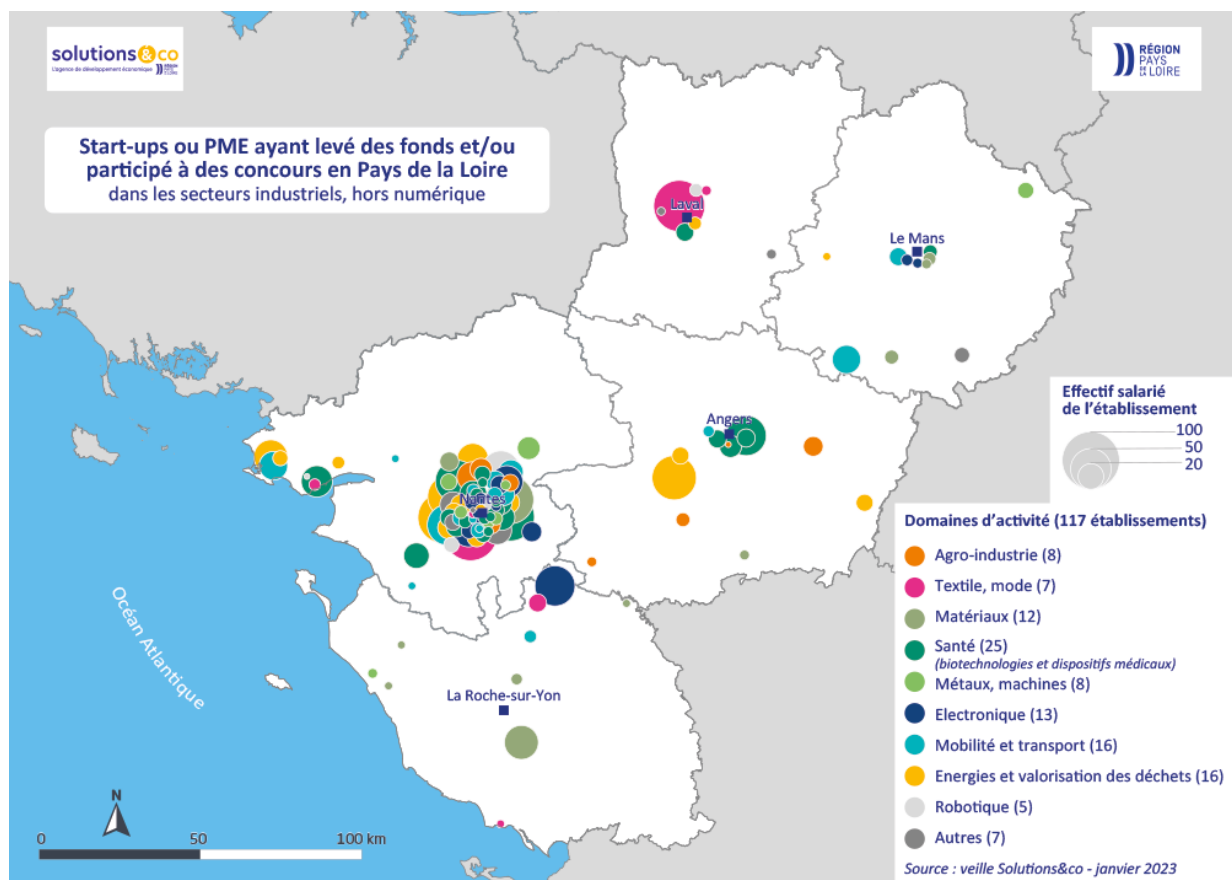 solutions&co
L'agence de développement économique
RÉGION
PAYS
DE LA
LOIRE
Start-ups ou PME ayant levé des fonds et/ou
participé à des concours en Pays de la Loire
dans les secteurs industriels, hors numérique
Laval
Le Mans
Angers
Nantes
La Roche-sur-Yon
Océan Atlantique
N
0 50 100 km
Effectif salarié
de l'établissement
100
50
20
Domaines d'activité (117 établissements)
Agro-industrie (8)
Textile, mode (7)
Matériaux (12)
Santé (25)
(biotechnologies et dispositifs médicaux)
Métaux, machines (8)
Electronique (13)
Mobilité et transport (16)
Energies et valorisation des déchets (16)
Robotique (5)
Autres (7)
Source : veille Solutions&co - janvier 2023